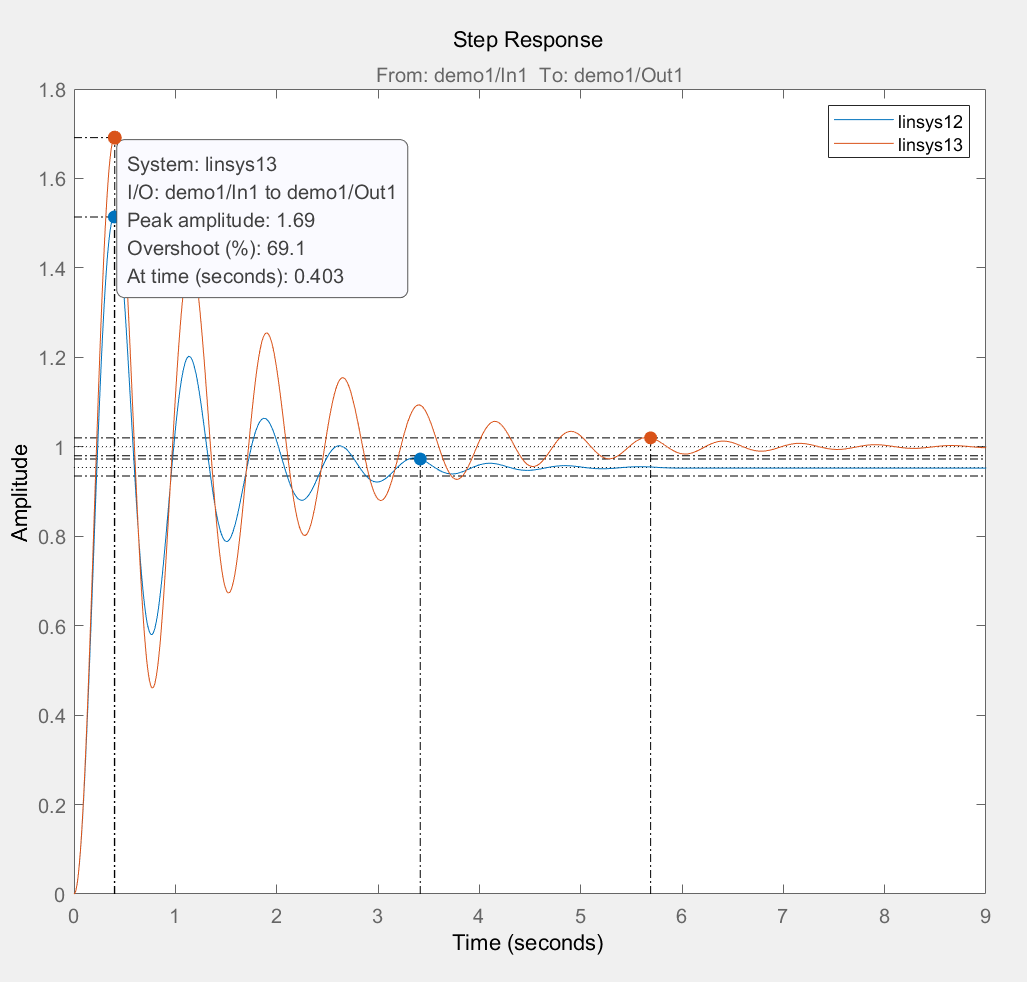 Step Response
From: demo1/In1  To: demo1/Out1
linsys12
linsys13
System: linsys13
I/O: demo1/In1 to demo1/Out1
Peak amplitude: 1.69
Overshoot (%): 69.1
At time (seconds): 0.403
Amplitude
1.8
1.6
1.4
1.2
1
0.8
0.6
0.4
0.2
0
0 1 2 3 4 5 6 7 8 9
Time (seconds)